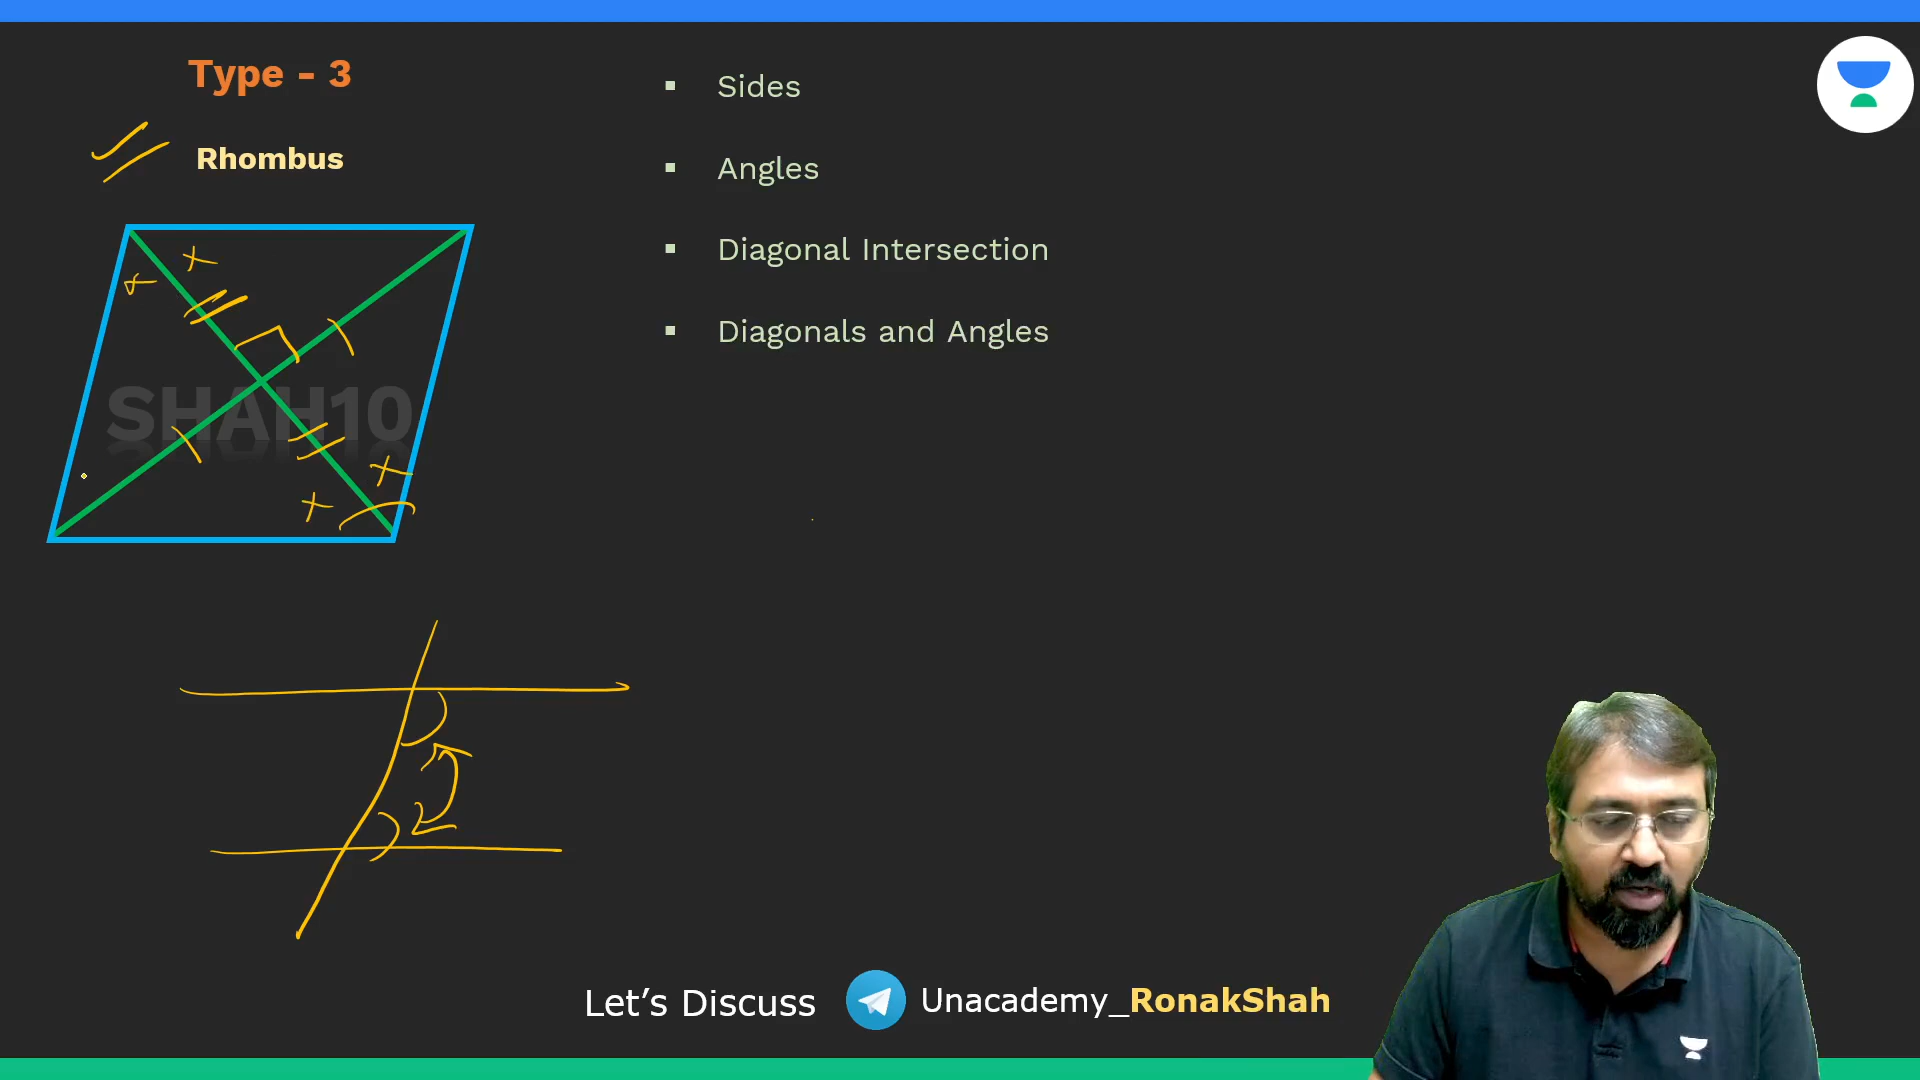 Type - 3
Rhombus
▪ Sides
▪ Angles
▪ Diagonal Intersection
▪ Diagonals and Angles
x
x
SHAH10
x
x
Let's Discuss Unacademy_RonakShah